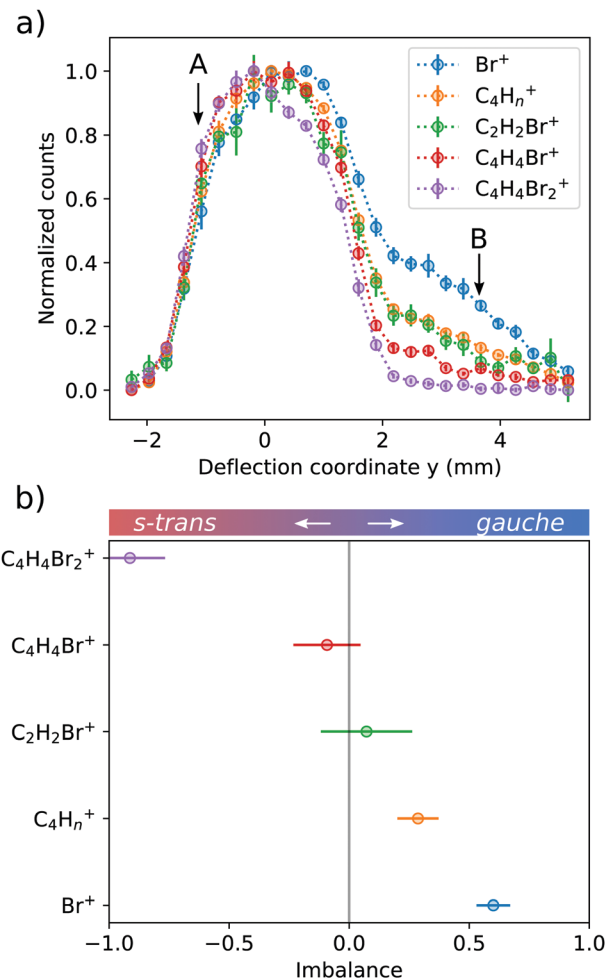 a)
A
B
Br⁺
C₄Hₙ⁺
C₂H₂Br⁺
C₄H₄Br⁺
C₄H₄Br₂⁺
Normalized counts
1.0
0.8
0.6
0.4
0.2
0.0
−2 0 2 4
Deflection coordinate y (mm)
b)
s-trans gauche
C₄H₄Br₂⁺
C₄H₄Br⁺
C₂H₂Br⁺
C₄Hₙ⁺
Br⁺
−1.0 −0.5 0.0 0.5 1.0
Imbalance